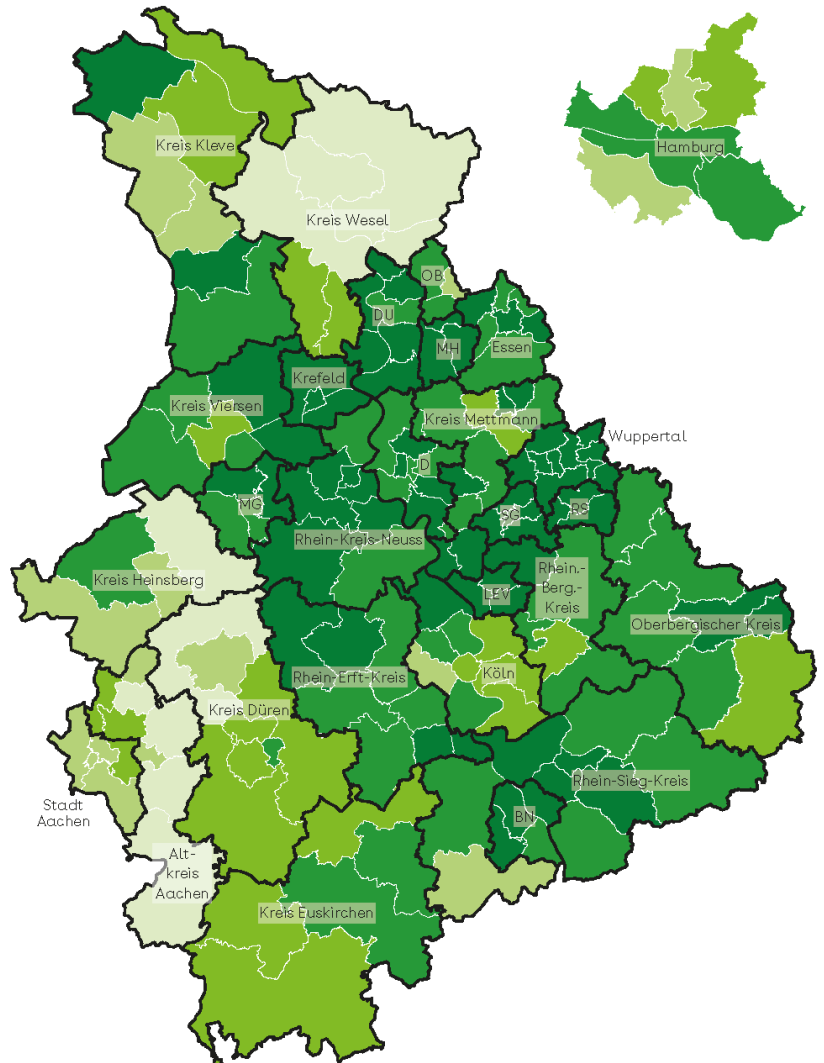 Kreis Kleve
Hamburg
Kreis Wesel
OB
DU
MH
Essen
Krefeld
Kreis Viersen
Kreis Mettmann
Wuppertal
D
MG
SG
RS
Rhein-Kreis-Neuss
Kreis Heinsberg
LEV
Rhein.-
Berg.-
Kreis
Oberbergischer Kreis
Rhein-Erft-Kreis
Köln
Kreis Düren
Rhein-Sieg-Kreis
Stadt
Aachen
BN
Alt-
kreis
Aachen
Kreis Euskirchen